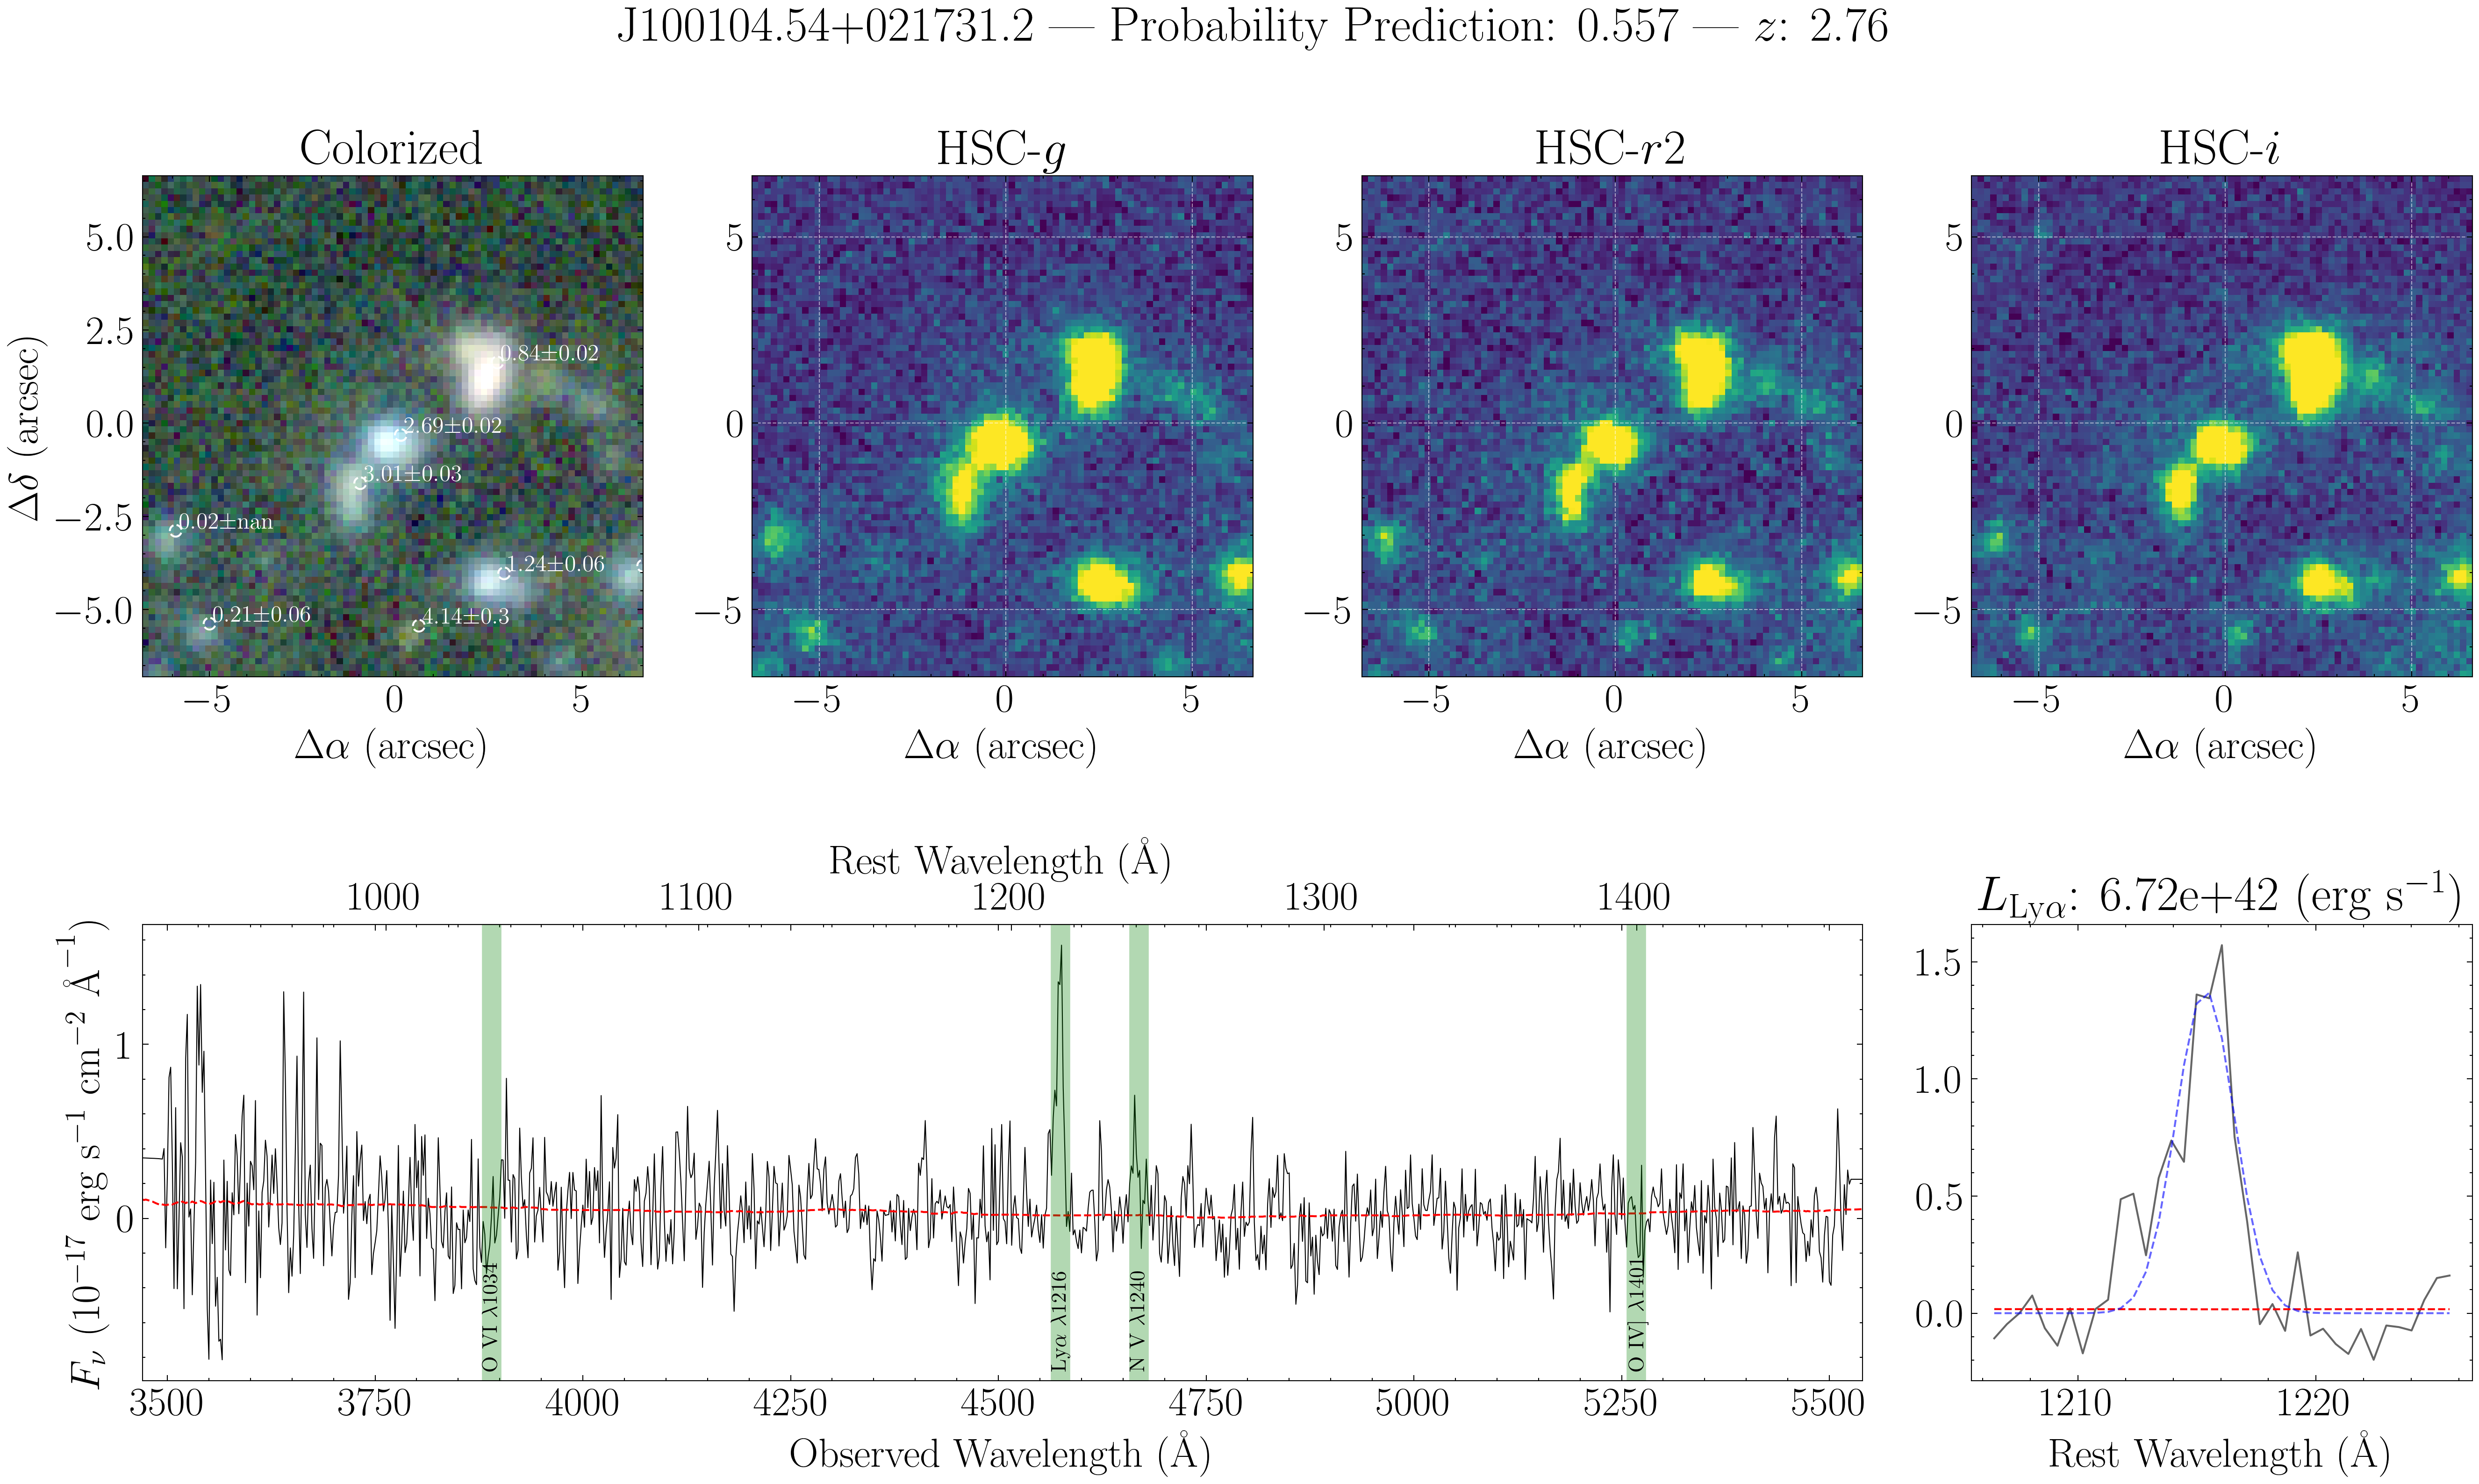 J100104.54+021731.2 — Probability Prediction: 0.557 — z: 2.76
Colorized
HSC-g
HSC-r2
HSC-i
Δδ (arcsec)
5.0
2.5
0.0
−2.5
−5.0
0.84±0.02
2.69±0.02
3.01±0.03
0.02±nan
1.24±0.06
0.21±0.06
4.14±0.3
−5 0 5
Δα (arcsec)
5
0
−5
−5 0 5
Δα (arcsec)
5
0
−5
−5 0 5
Δα (arcsec)
5
0
−5
−5 0 5
Δα (arcsec)
Rest Wavelength (Å)
1000 1100 1200 1300 1400
F_ν (10⁻¹⁷ erg s⁻¹ cm⁻² Å⁻¹)
1
0
O VI λ1034
Lyα λ1216
N V λ1240
O IV] λ1401
3500 3750 4000 4250 4500 4750 5000 5250 5500
Observed Wavelength (Å)
L_Lyα: 6.72e+42 (erg s⁻¹)
1.5
1.0
0.5
0.0
1210 1220
Rest Wavelength (Å)